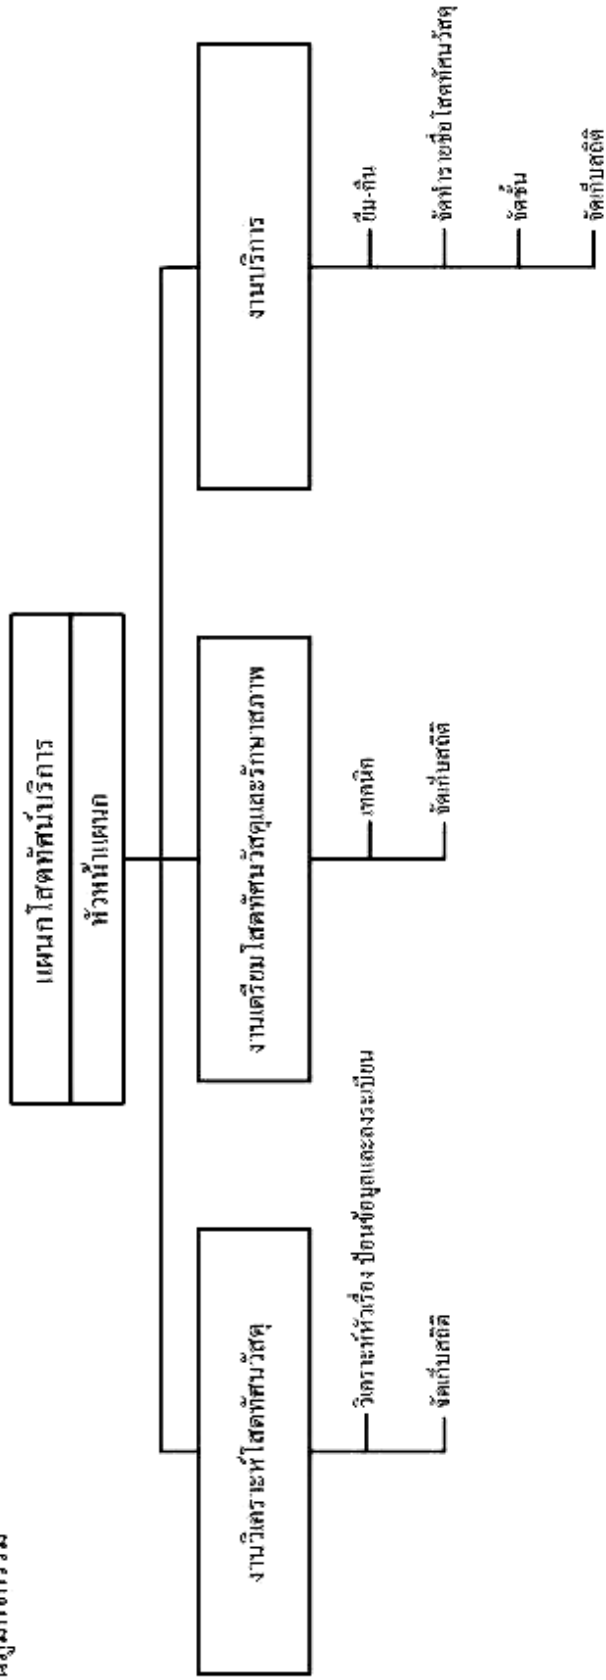 แผนกโสตทัศน์บริการ
หัวหน้าแผนก
งานวิเคราะห์โสตทัศนวัสดุ
วิเคราะห์หัวเรื่อง ป้อนข้อมูลและลงระเบียน
จัดเก็บสถิติ
งานเตรียมโสตทัศนวัสดุและรักษาสภาพ
เทคนิค
จัดเก็บสถิติ
งานบริการ
ยืม-คืน
จัดทำรายชื่อโสตทัศนวัสดุ
จัดชั้น
จัดเก็บสถิติ